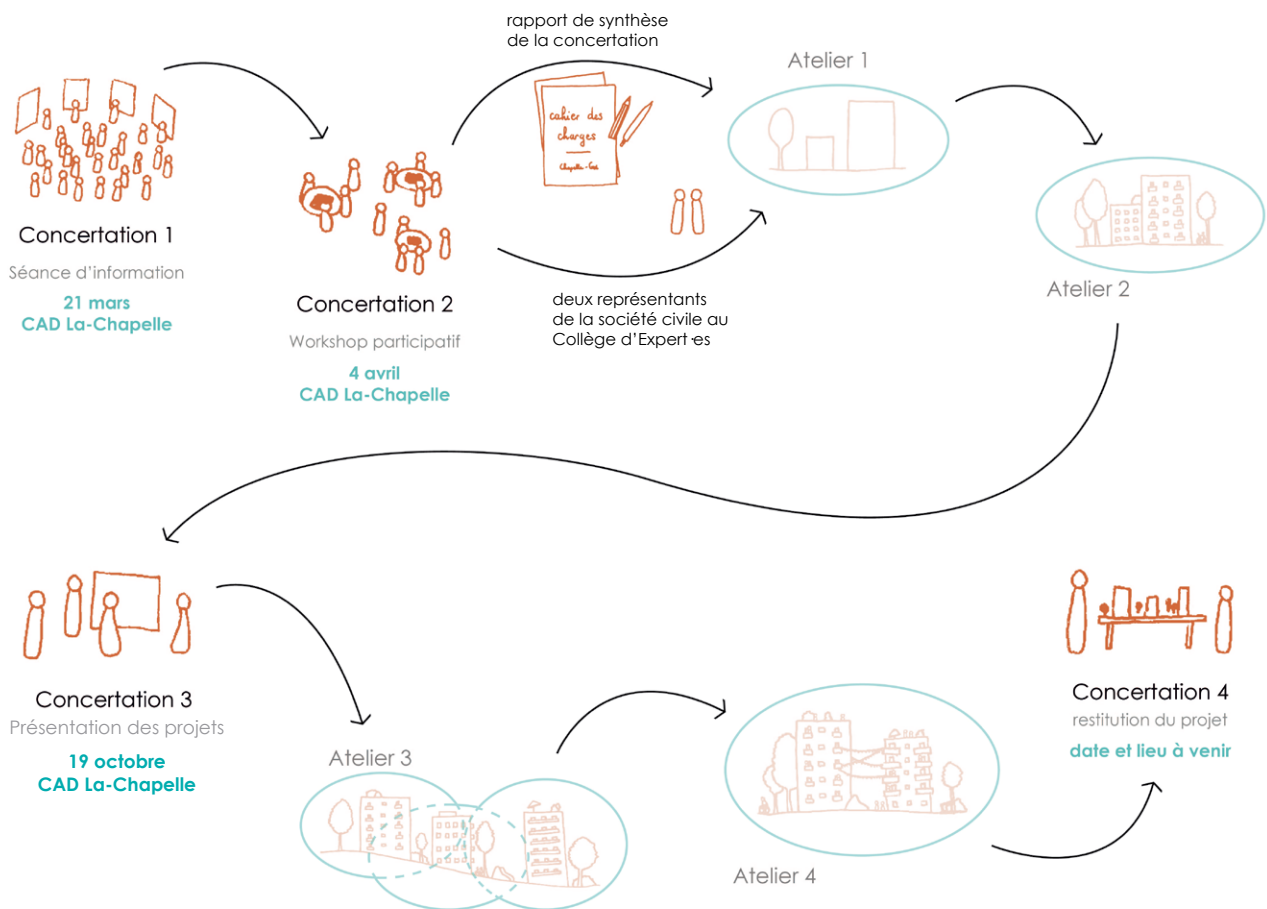 rapport de synthèse
de la concertation
Atelier 1
cahier des
charges
Concertation 1
Séance d'information
21 mars
CAD La-Chapelle
Concertation 2
Workshop participatif
4 avril
CAD La-Chapelle
deux représentants
de la société civile au
Collège d'Expert·es
Atelier 2
Concertation 3
Présentation des projets
19 octobre
CAD La-Chapelle
Atelier 3
Atelier 4
Concertation 4
restitution du projet
date et lieu à venir